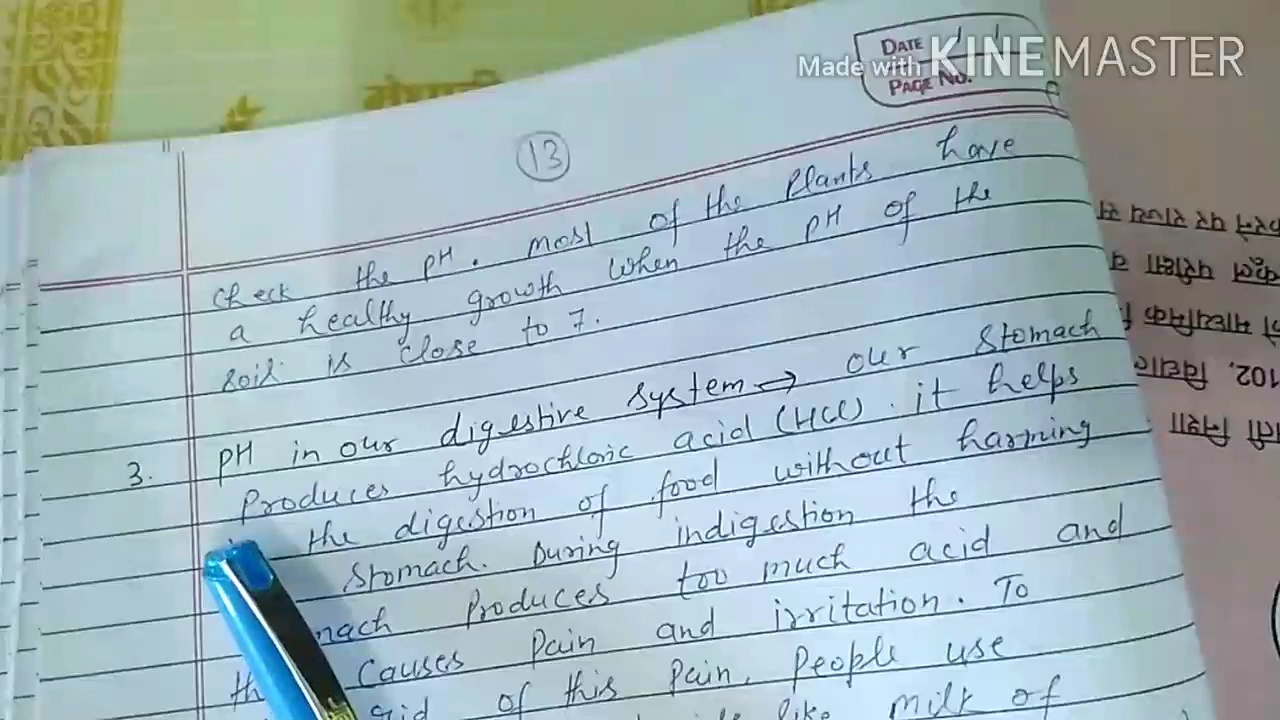 Made with KINEMASTER
DATE
PAGE No.
13
check the pH. most of the plants have
a healthy growth when the pH of the
soil is close to 7.
3. pH in our digestive system → our stomach
produces hydrochloric acid (HCl). it helps
the digestion of food without harming
stomach. During indigestion the
produces too much acid and
causes pain and irritation. To
of this pain, people use
like milk of